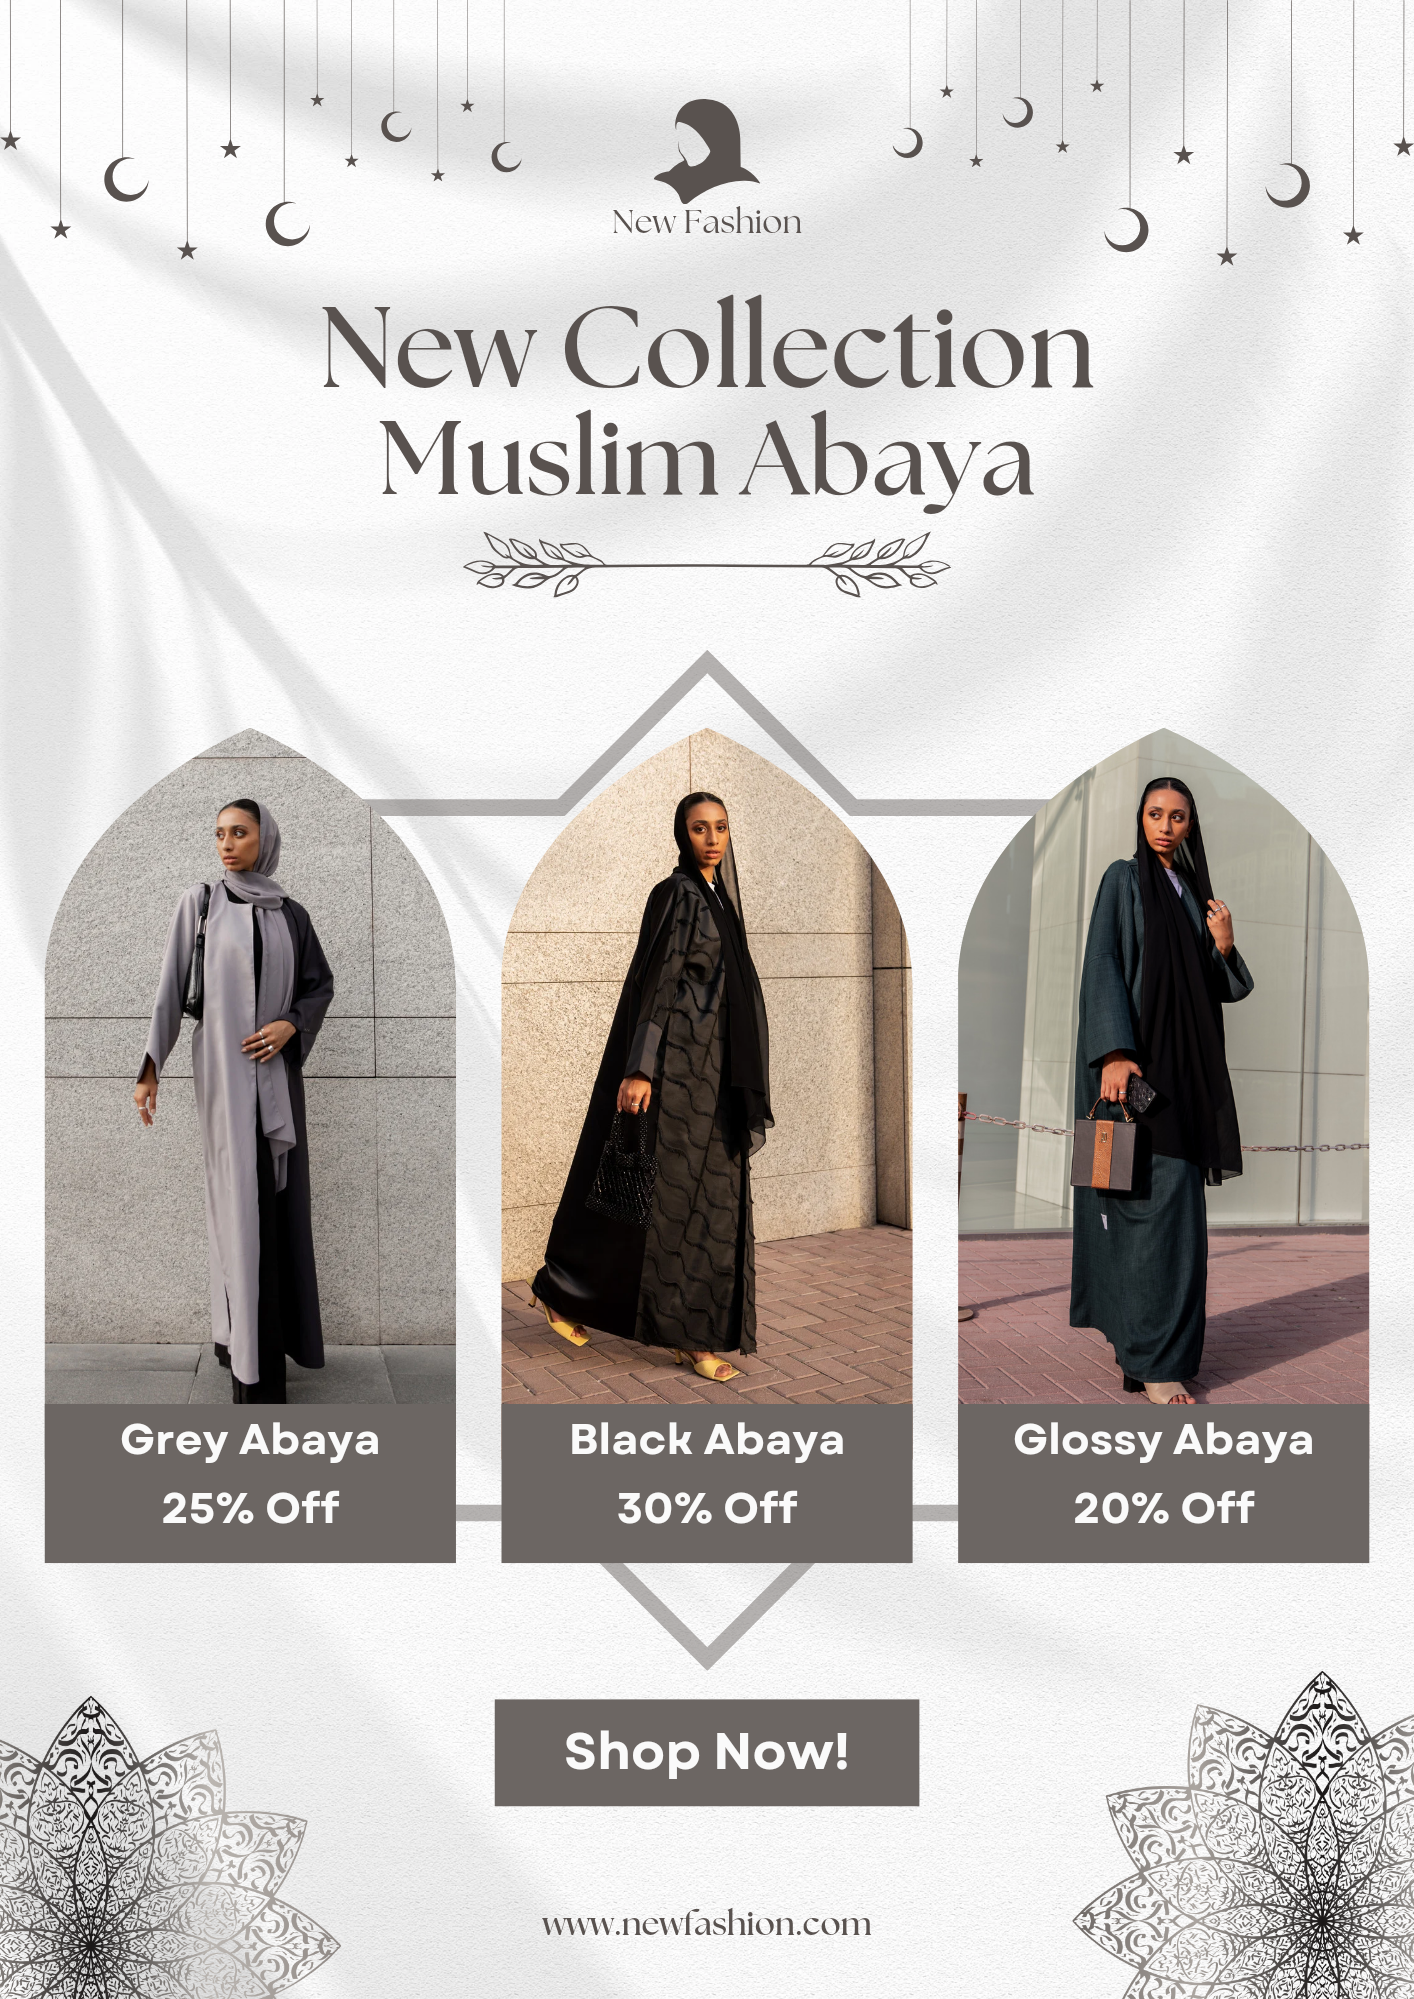 New Fashion
New Collection
Muslim Abaya
Grey Abaya
25% Off
Black Abaya
30% Off
Glossy Abaya
20% Off
Shop Now!
www.newfashion.com